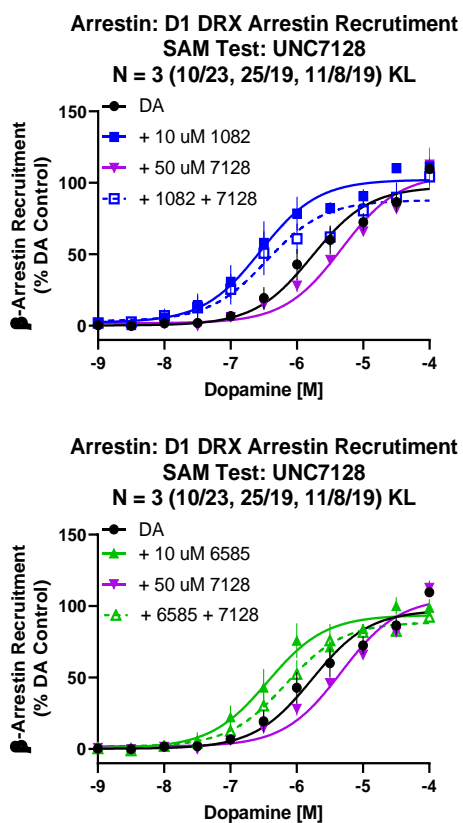 Arrestin: D1 DRX Arrestin Recrutiment
SAM Test: UNC7128
N = 3 (10/23, 25/19, 11/8/19) KL
DA
+ 10 uM 1082
+ 50 uM 7128
+ 1082 + 7128
β-Arrestin Recruitment
(% DA Control)
150
100
50
0
-9 -8 -7 -6 -5 -4
Dopamine [M]
Arrestin: D1 DRX Arrestin Recrutiment
SAM Test: UNC7128
N = 3 (10/23, 25/19, 11/8/19) KL
DA
+ 10 uM 6585
+ 50 uM 7128
+ 6585 + 7128
β-Arrestin Recruitment
(% DA Control)
150
100
50
0
-9 -8 -7 -6 -5 -4
Dopamine [M]